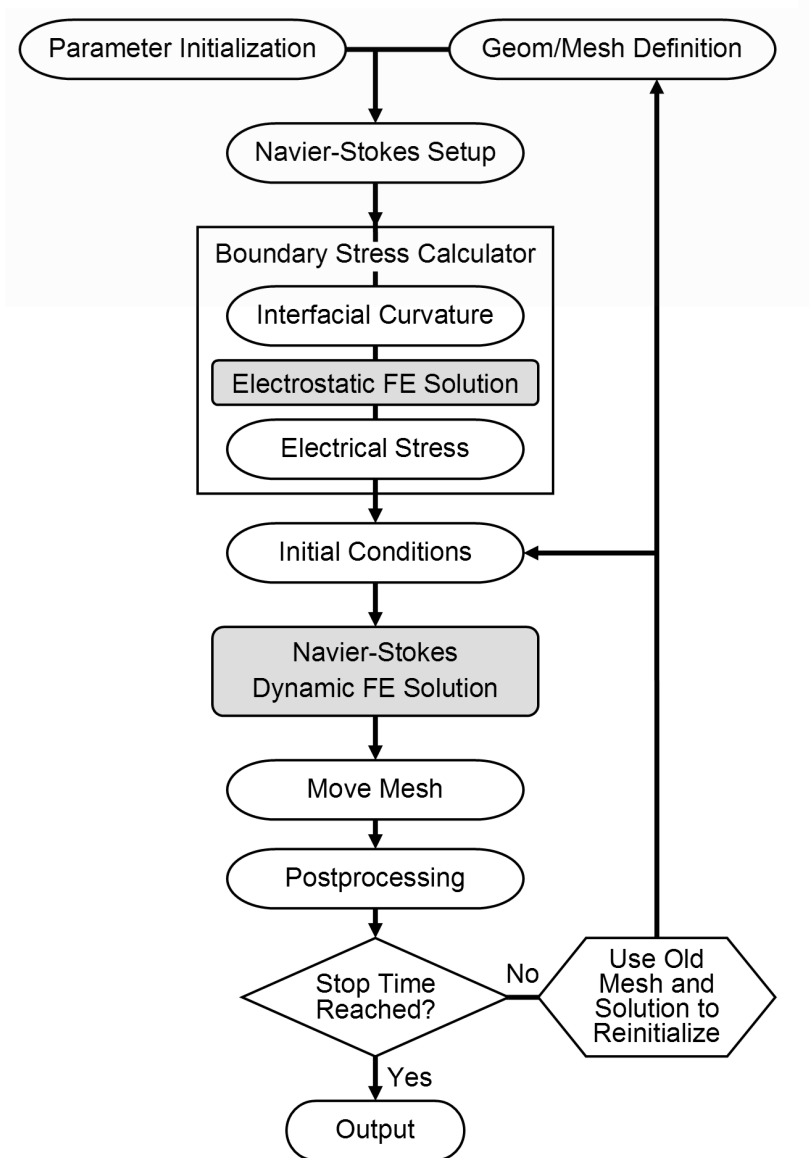 Parameter Initialization
Geom/Mesh Definition
Navier-Stokes Setup
Boundary Stress Calculator
Interfacial Curvature
Electrostatic FE Solution
Electrical Stress
Initial Conditions
Navier-Stokes
Dynamic FE Solution
Move Mesh
Postprocessing
Stop Time
Reached?
No
Use Old
Mesh and
Solution to
Reinitialize
Yes
Output